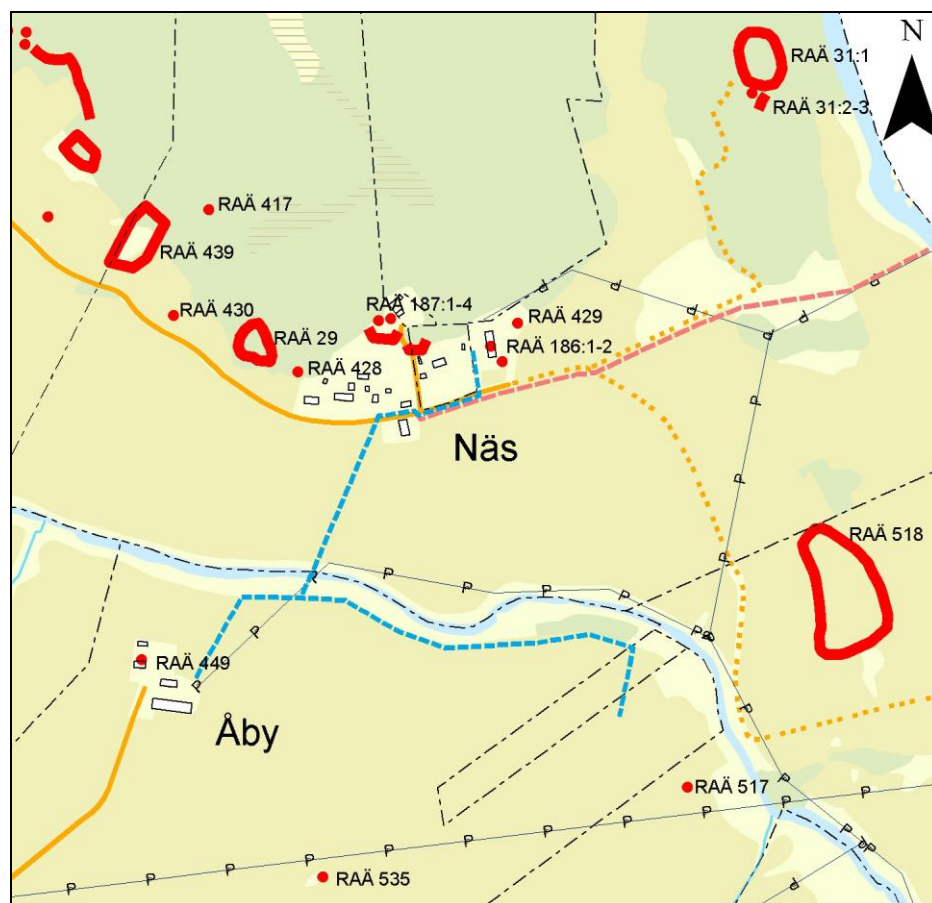 RAÄ 31:1
N
RAÄ 31:2-3
RAÄ 417
RAÄ 439
RAÄ 430
RAÄ 187:1-4
RAÄ 429
RAÄ 29
RAÄ 186:1-2
RAÄ 428
Näs
RAÄ 518
RAÄ 449
Åby
RAÄ 517
RAÄ 535